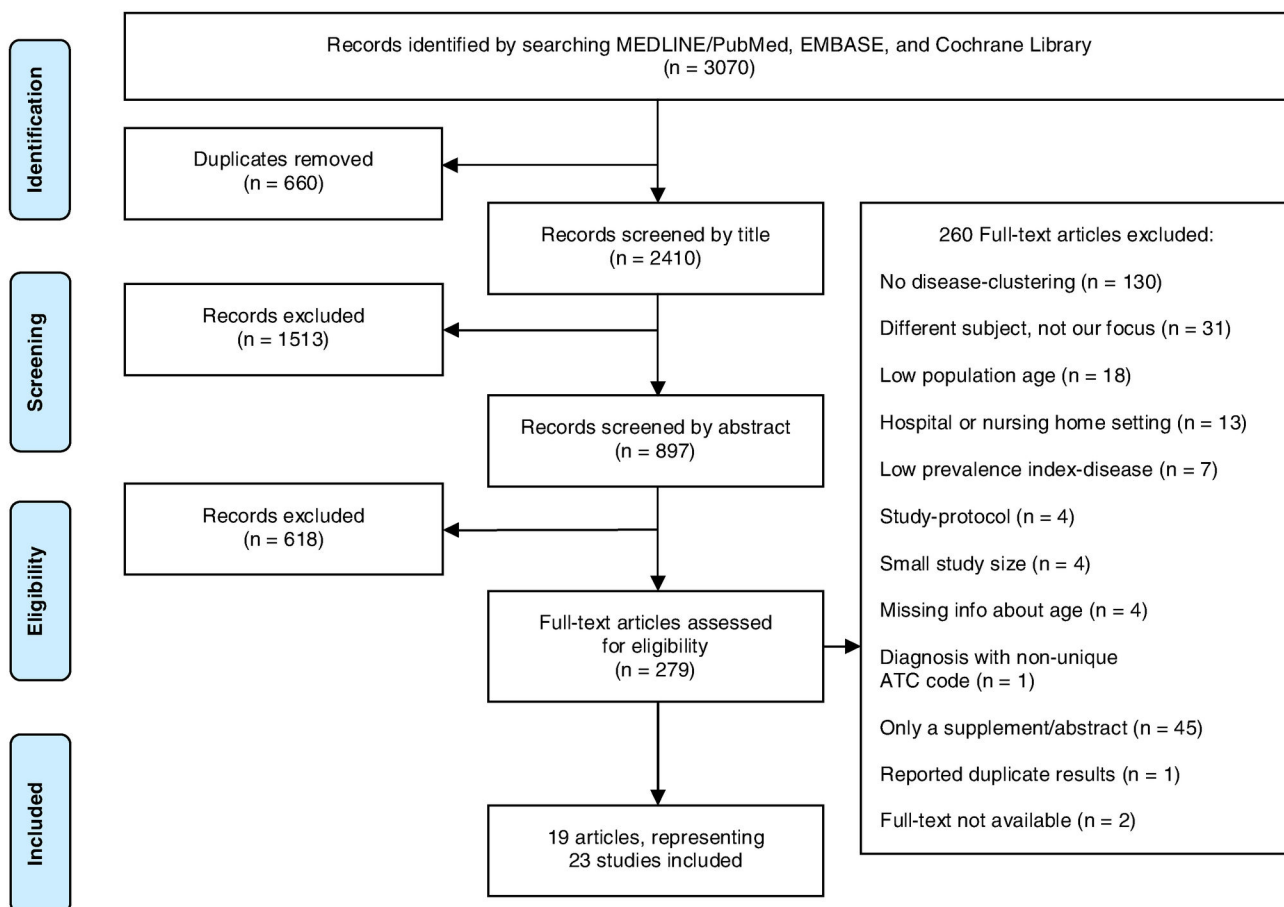 Identification
Records identified by searching MEDLINE/PubMed, EMBASE, and Cochrane Library
(n = 3070)
Duplicates removed
(n = 660)
Records screened by title
(n = 2410)
Screening
Records excluded
(n = 1513)
Records screened by abstract
(n = 897)
Eligibility
Records excluded
(n = 618)
Full-text articles assessed
for eligibility
(n = 279)
260 Full-text articles excluded:
No disease-clustering (n = 130)
Different subject, not our focus (n = 31)
Low population age (n = 18)
Hospital or nursing home setting (n = 13)
Low prevalence index-disease (n = 7)
Study-protocol (n = 4)
Small study size (n = 4)
Missing info about age (n = 4)
Diagnosis with non-unique
ATC code (n = 1)
Only a supplement/abstract (n = 45)
Reported duplicate results (n = 1)
Full-text not available (n = 2)
Included
19 articles, representing
23 studies included